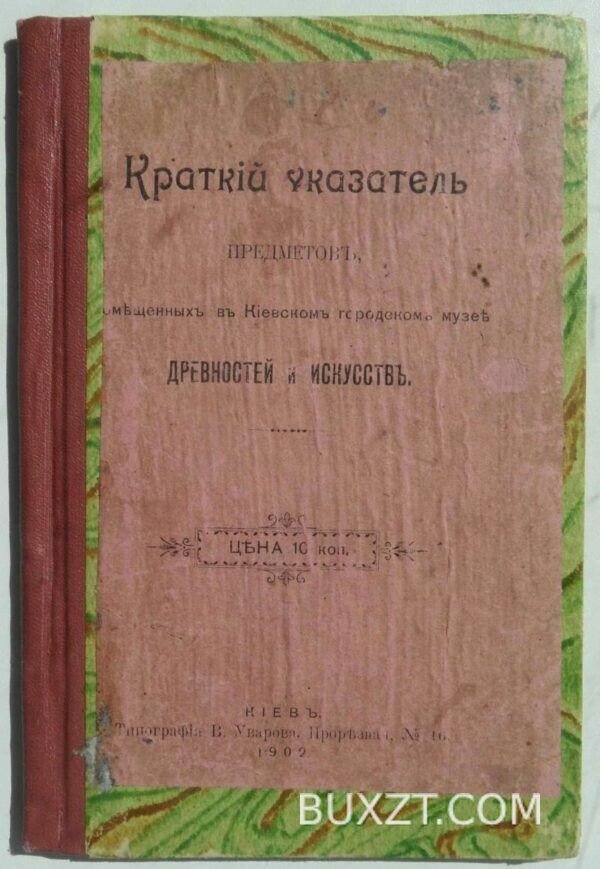 Краткій указатель
ПРЕДМЕТОВЪ,
омѣщенныхъ въ Кіевскомъ городскомъ музеѣ
ДРЕВНОСТЕЙ и ИСКУССТВЪ.
ЦѢНА 10 коп.
КІЕВЪ.
Типографія В. Уварова, Прорѣзная, № 16.
1902
BUXZT.COM